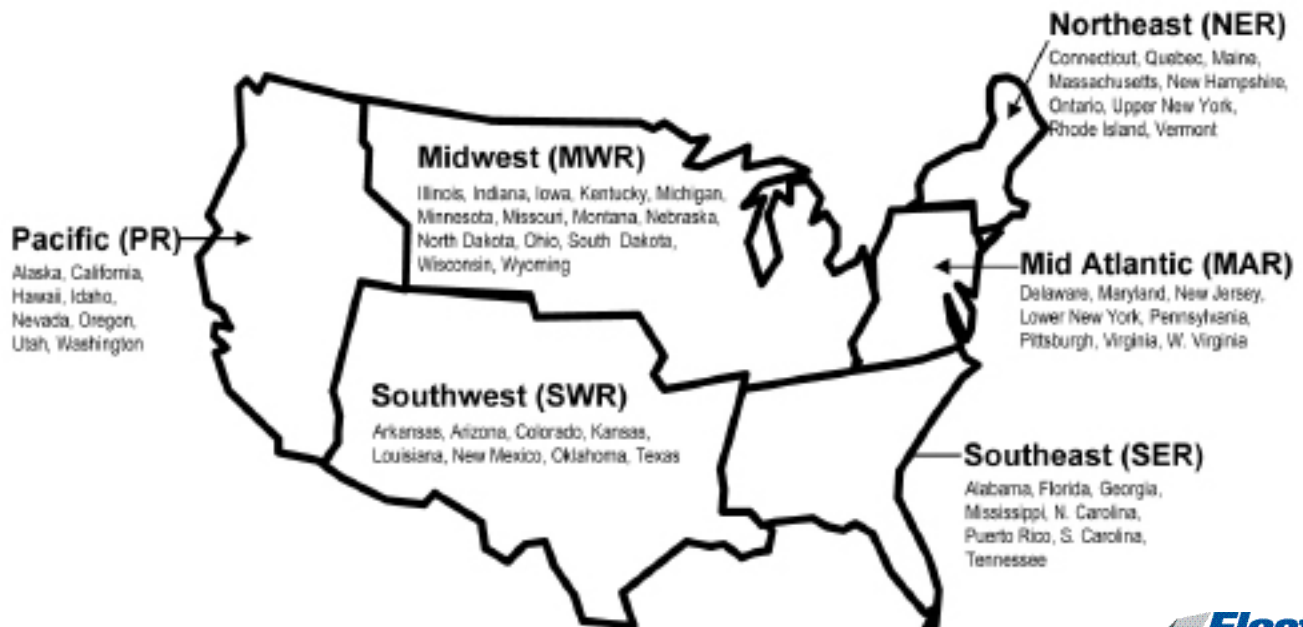 Northeast (NER)
Connecticut, Quebec, Maine,
Massachusetts, New Hampshire,
Ontario, Upper New York,
Rhode Island, Vermont
Midwest (MWR)
Illinois, Indiana, Iowa, Kentucky, Michigan,
Minnesota, Missouri, Montana, Nebraska,
North Dakota, Ohio, South Dakota,
Wisconsin, Wyoming
Pacific (PR)
Alaska, California,
Hawaii, Idaho,
Nevada, Oregon,
Utah, Washington
Mid Atlantic (MAR)
Delaware, Maryland, New Jersey,
Lower New York, Pennsylvania,
Pittsburgh, Virginia, W. Virginia
Southwest (SWR)
Arkansas, Arizona, Colorado, Kansas,
Louisiana, New Mexico, Oklahoma, Texas
Southeast (SER)
Alabama, Florida, Georgia,
Mississippi, N. Carolina,
Puerto Rico, S. Carolina,
Tennessee